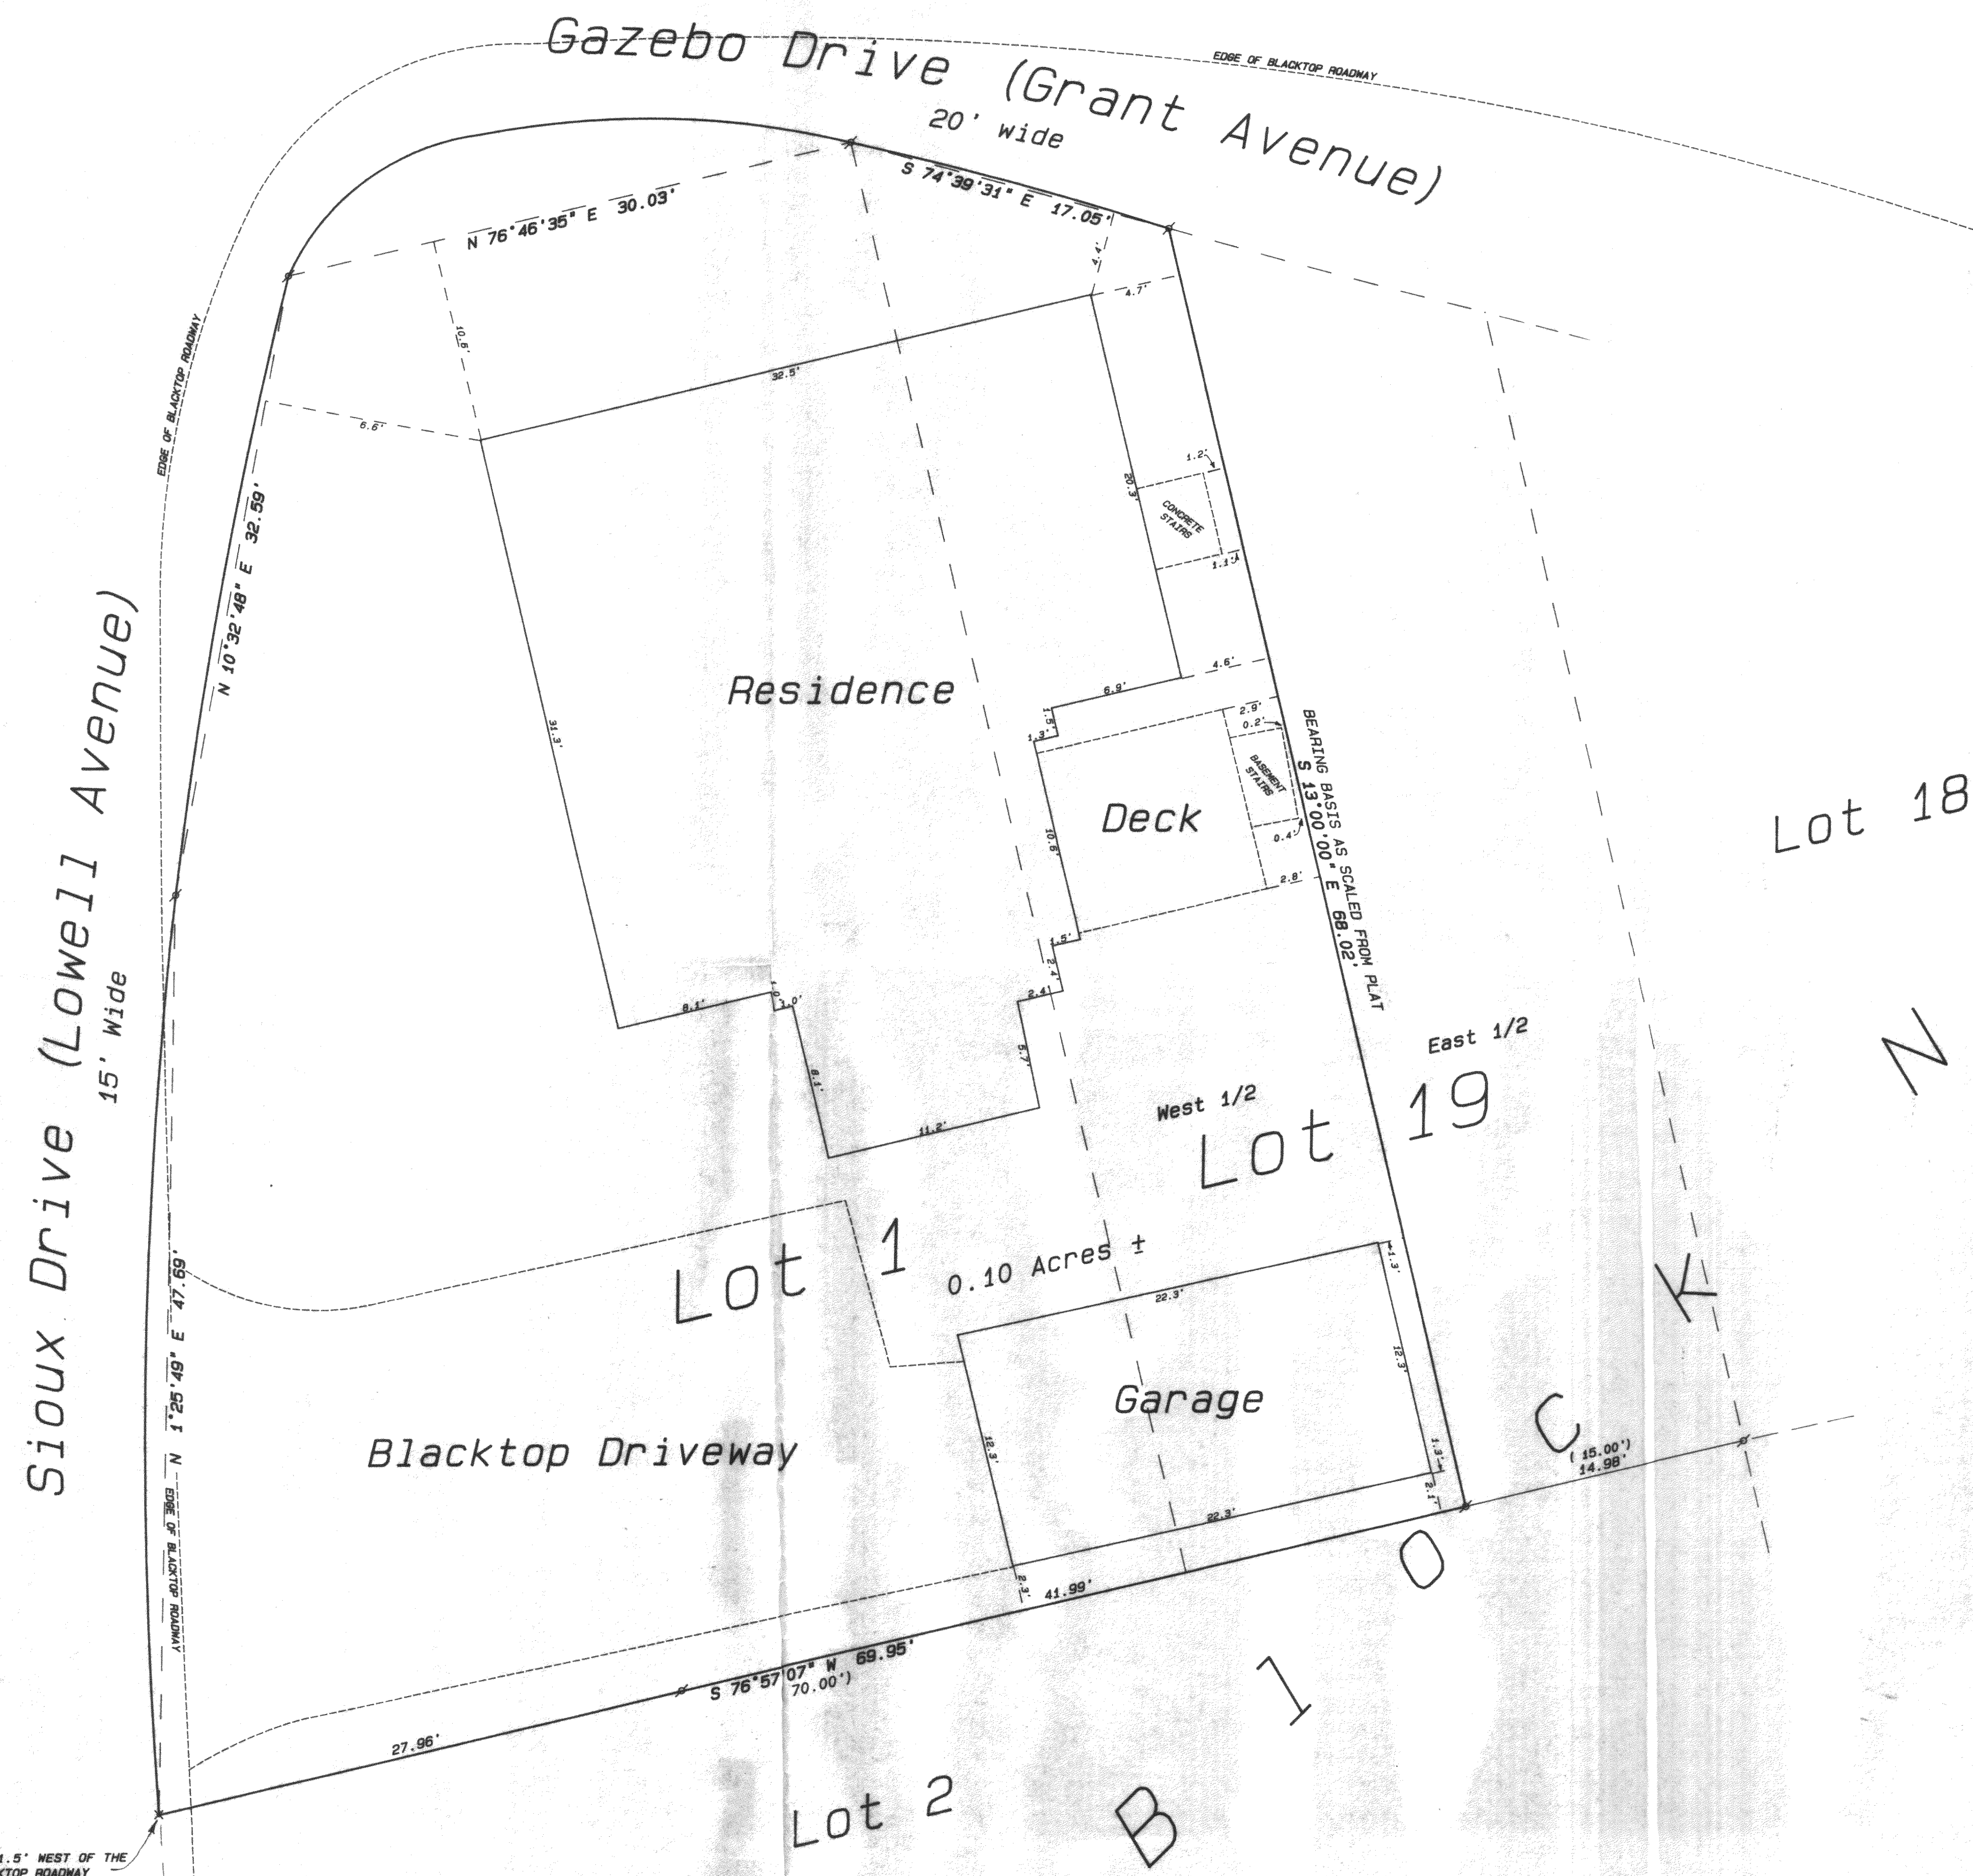 Gazebo Drive (Grant Avenue)
20' Wide
EDGE OF BLACKTOP ROADWAY
S 74°39'31" E 17.05'
N 76°46'35" E 30.03'
4.4'
4.7'
10.6'
32.5'
6.6'
EDGE OF BLACKTOP ROADWAY
N 10°32'48" E 32.59'
Sioux Drive (Lowell Avenue)
15' Wide
1.2'
20.3'
CONCRETE
STAIRS
1.1'
4.6'
6.9'
Residence
31.3'
1.5'
1.3'
2.9'
0.2'
BASEMENT
STAIRS
0.4'
Deck
10.6'
2.8'
BEARING BASIS AS SCALED FROM PLAT
S 13°00'00" E 68.02'
Lot 18
1.5'
2.4'
2.4'
8.1'
1.0'
1.0'
8.1'
5.7'
11.2'
East 1/2
West 1/2
Lot 19
N
Lot 1
0.10 Acres ±
22.3'
1.3'
12.3'
Garage
12.3'
1.3'
2.1'
22.3'
2.3'
K
C
(15.00')
14.98'
O
Blacktop Driveway
N 1°25'49" E 47.69'
EDGE OF BLACKTOP ROADWAY
41.99'
S 76°57'07" W 69.95'
70.00')
27.96'
l
Lot 2
B
1.5' WEST OF THE
KTOP ROADWAY